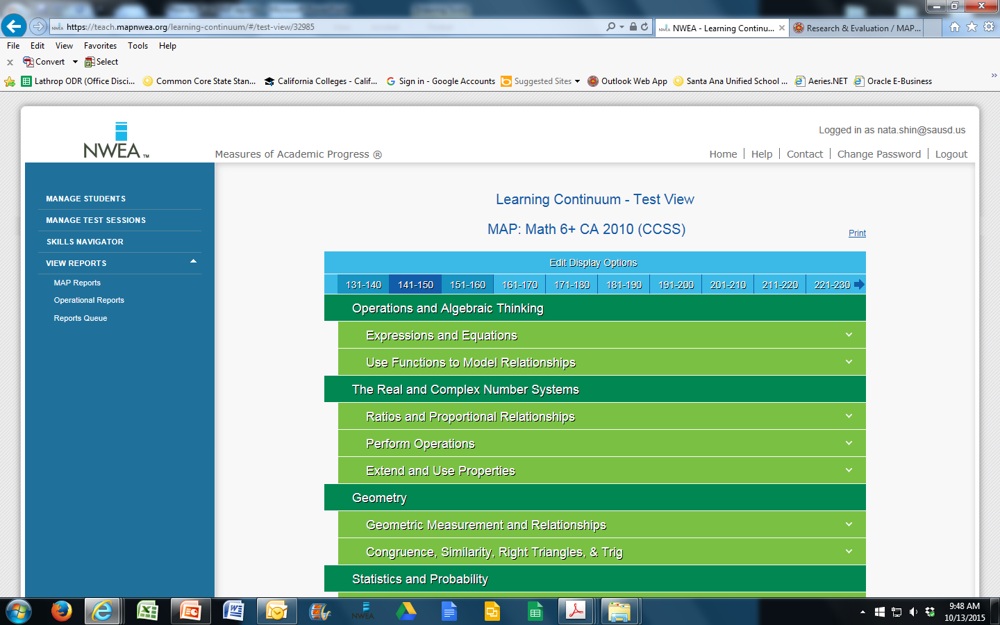 https://teach.mapnwea.org/learning-continuum/#/test-view/32985
NWEA - Learning Continu...
Research & Evaluation / MAP...
File Edit View Favorites Tools Help
Convert Select
Lathrop ODR (Office Disci... Common Core State Stan... California Colleges - Calif... Sign in - Google Accounts Suggested Sites Outlook Web App Santa Ana Unified School ... Aeries.NET Oracle E-Business
Logged in as nata.shin@sausd.us
NWEA™
Measures of Academic Progress ®
Home | Help | Contact | Change Password | Logout
MANAGE STUDENTS
MANAGE TEST SESSIONS
SKILLS NAVIGATOR
VIEW REPORTS
MAP Reports
Operational Reports
Reports Queue
Learning Continuum - Test View
MAP: Math 6+ CA 2010 (CCSS)
Print
Edit Display Options
131-140 141-150 151-160 161-170 171-180 181-190 191-200 201-210 211-220 221-230
Operations and Algebraic Thinking
Expressions and Equations
Use Functions to Model Relationships
The Real and Complex Number Systems
Ratios and Proportional Relationships
Perform Operations
Extend and Use Properties
Geometry
Geometric Measurement and Relationships
Congruence, Similarity, Right Triangles, & Trig
Statistics and Probability
NWEA
9:48 AM
10/13/2015